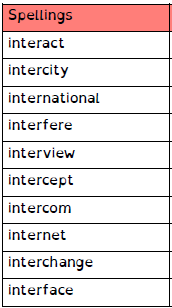 Spellings
interact
intercity
international
interfere
interview
intercept
intercom
internet
interchange
interface